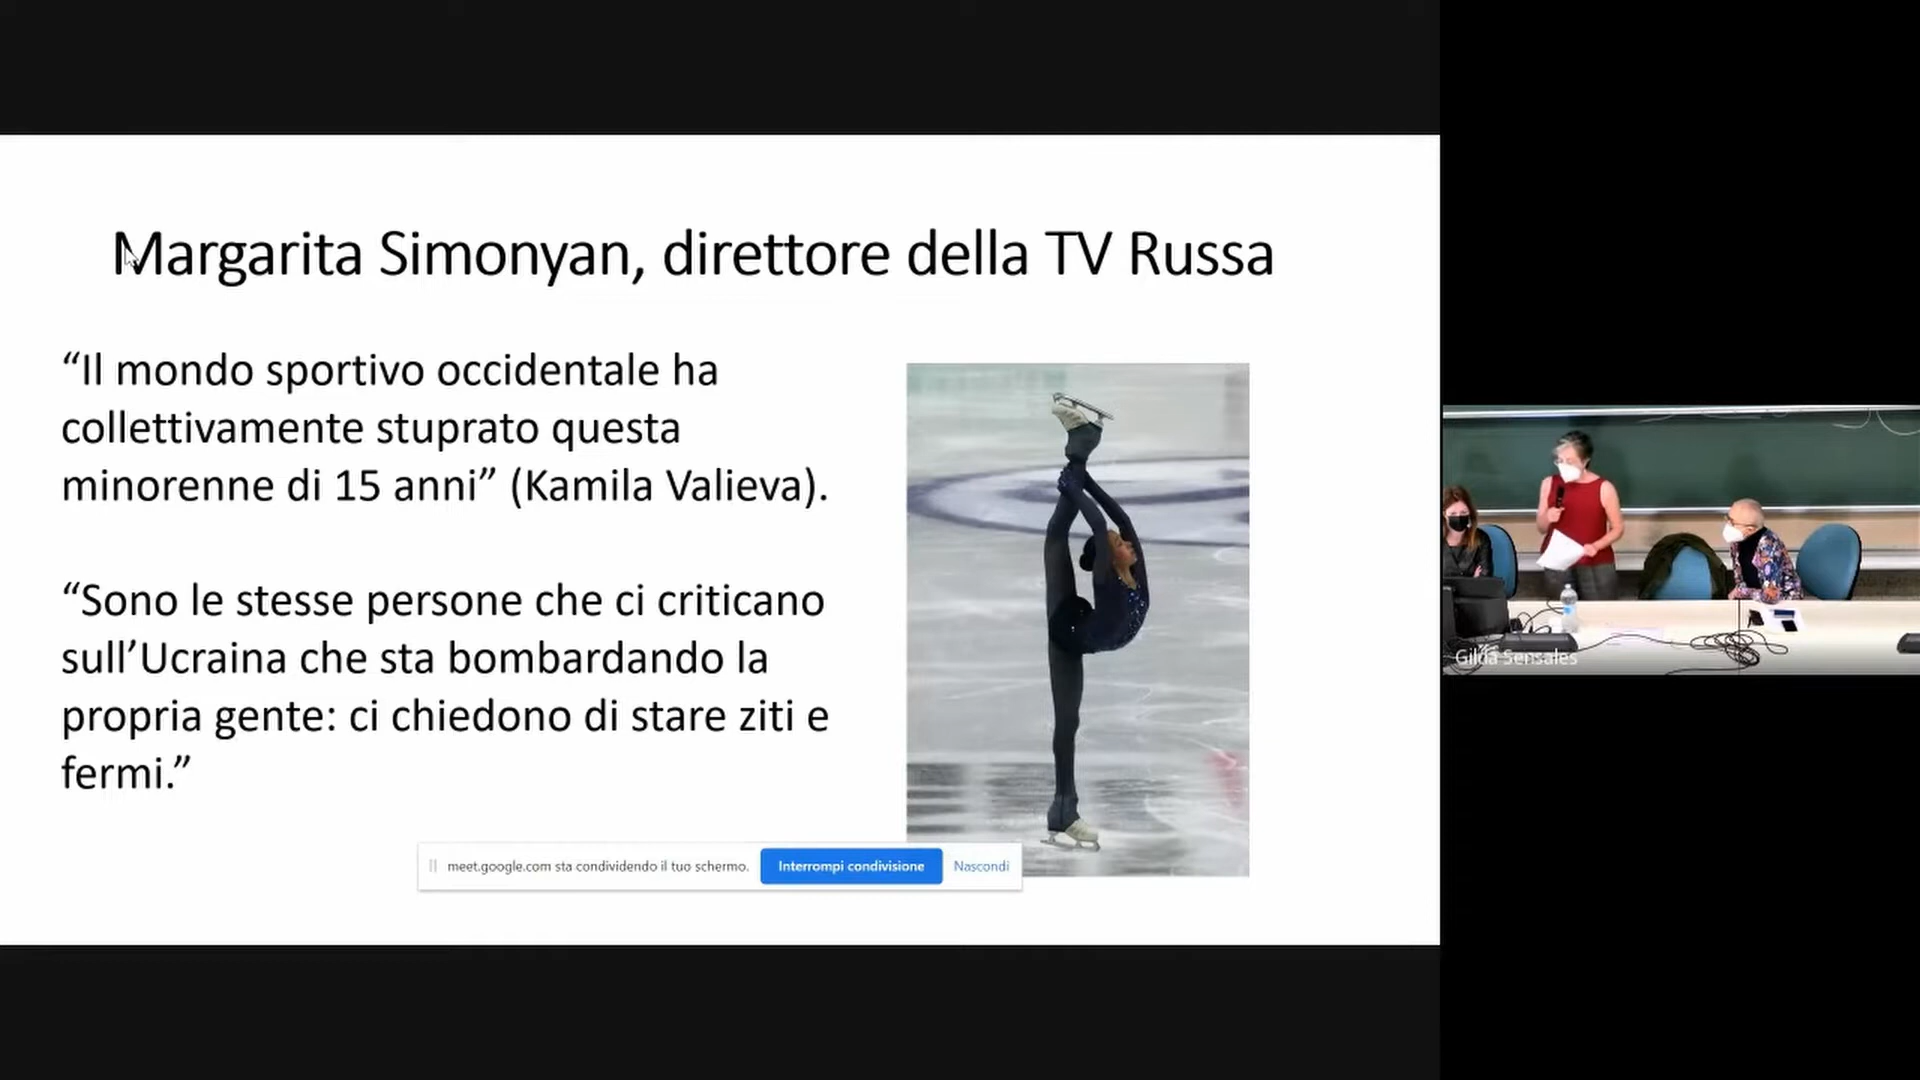 Margarita Simonyan, direttore della TV Russa
“Il mondo sportivo occidentale ha
collettivamente stuprato questa
minorenne di 15 anni” (Kamila Valieva).
“Sono le stesse persone che ci criticano
sull’Ucraina che sta bombardando la
propria gente: ci chiedono di stare ziti e
fermi.”
meet.google.com sta condividendo il tuo schermo.
Interrompi condivisione
Nascondi
Gilda Sensales